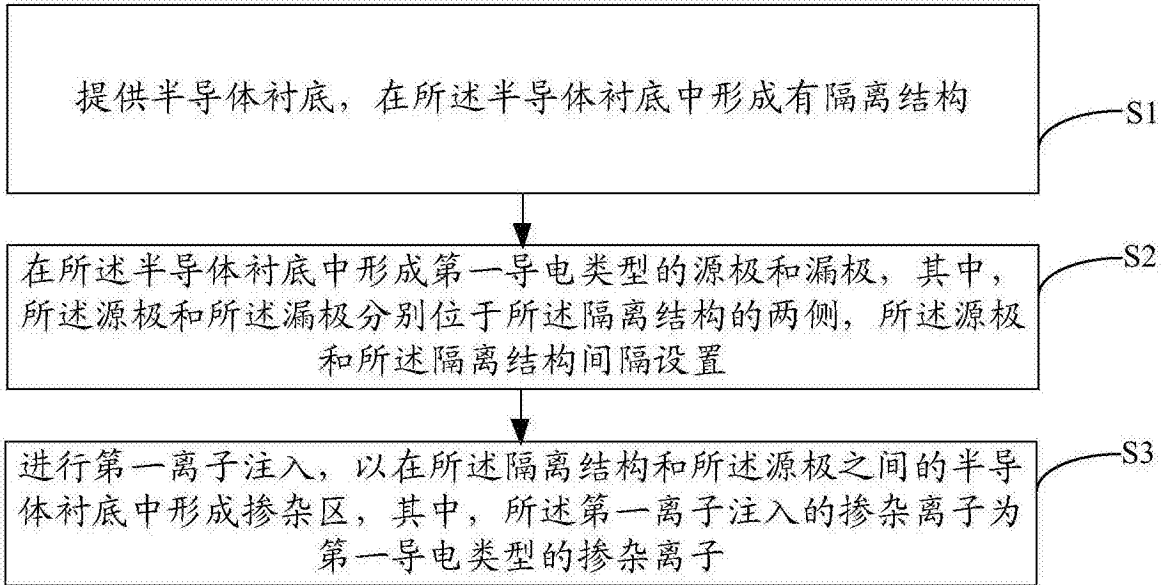 提供半导体衬底，在所述半导体衬底中形成有隔离结构
S1
在所述半导体衬底中形成第一导电类型的源极和漏极，其中，
所述源极和所述漏极分别位于所述隔离结构的两侧，所述源极
和所述隔离结构间隔设置
S2
进行第一离子注入，以在所述隔离结构和所述源极之间的半导
体衬底中形成掺杂区，其中，所述第一离子注入的掺杂离子为
第一导电类型的掺杂离子
S3